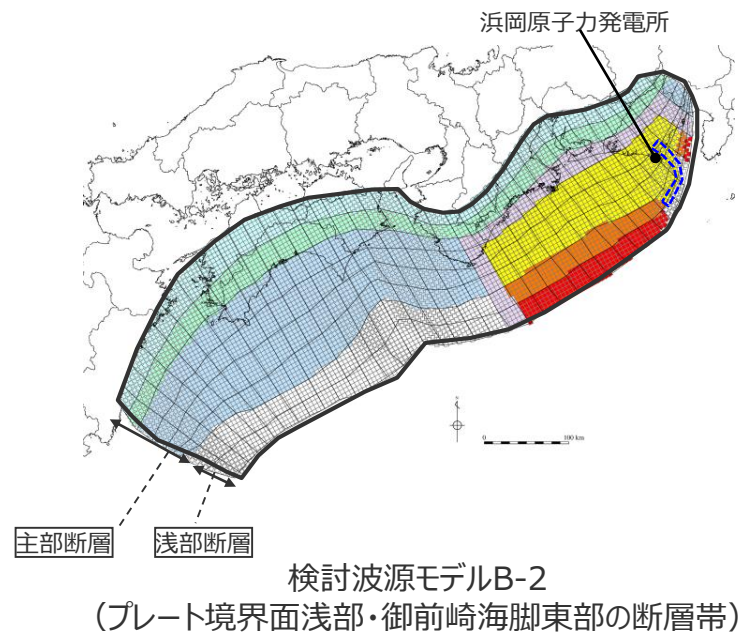 浜岡原子力発電所
0 100 km
主部断層 浅部断層
検討波源モデルB-2
（プレート境界面浅部・御前崎海脚東部の断層帯）